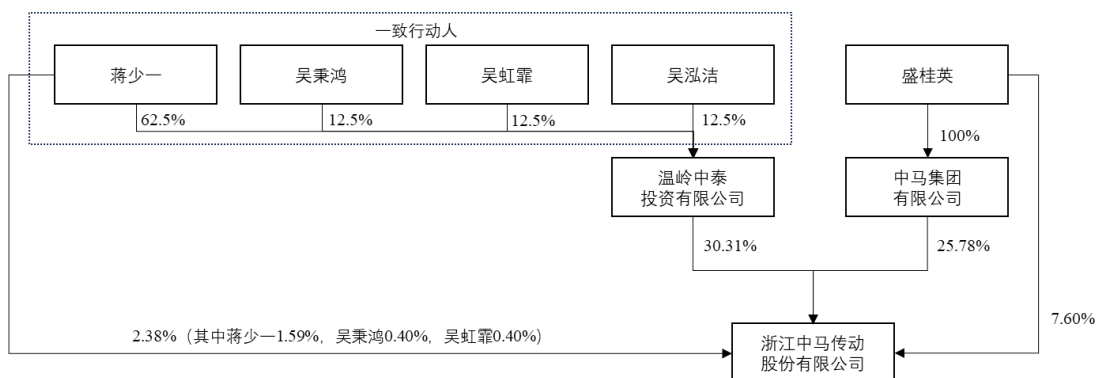 一致行动人
蒋少一
吴秉鸿
吴虹霏
吴泓洁
盛桂英
62.5%
12.5%
12.5%
12.5%
100%
温岭中泰
投资有限公司
中马集团
有限公司
30.31%
25.78%
2.38%（其中蒋少一1.59%，吴秉鸿0.40%，吴虹霏0.40%）
7.60%
浙江中马传动
股份有限公司